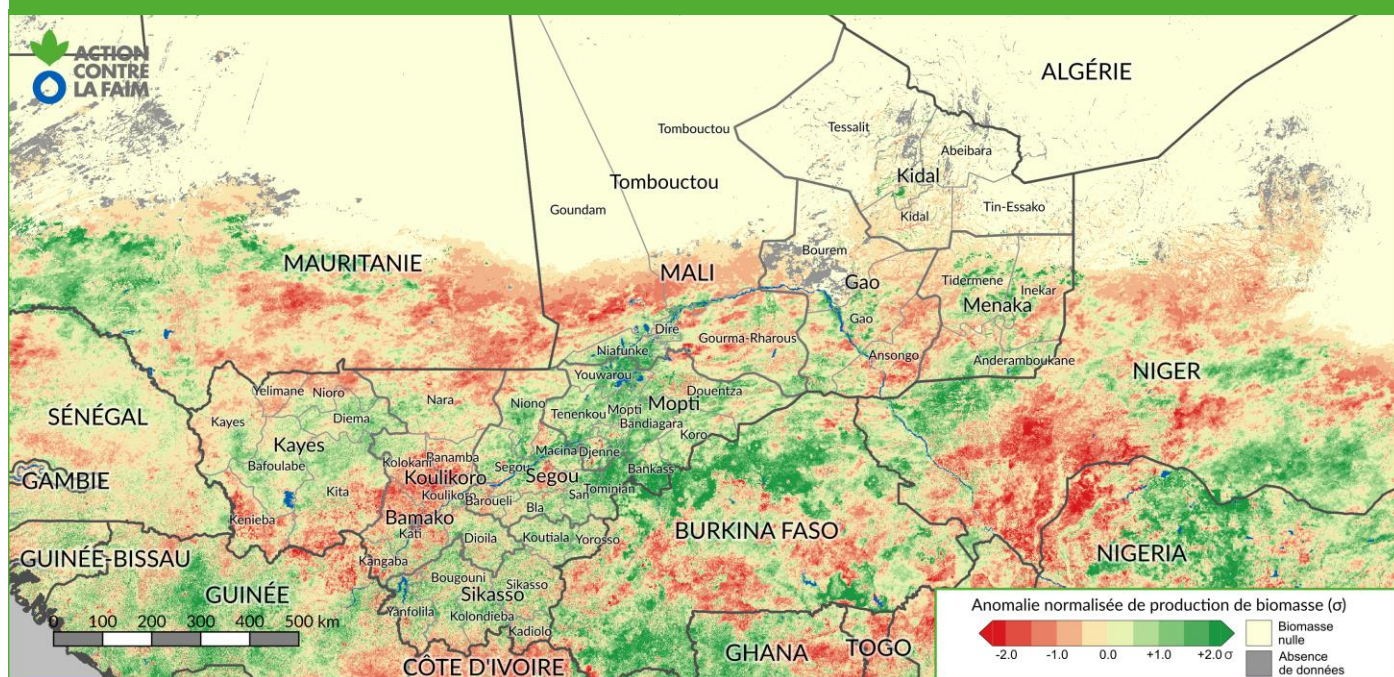 ACTION
CONTRE
LA FAIM
ALGÉRIE
Tombouctou
Tessalit
Abeibara
Kidal
Tombouctou
Goundam
Kidal
Tin-Essako
MAURITANIE
MALI
Bourem
Gao
Tidermene
Inekar
Menaka
Gao
Dire
Gourma-Rharous
Niafunke
Ansongo
Anderamboukane
NIGER
Youwarou
Douentza
Yelimane
Nioro
Nara
Niono
Tenenkou
Mopti
Mopti
Bandiagara
Koro
SÉNÉGAL
Kayes
Diema
Kayes
Bafoulabe
Macina
Djenne
Bankass
Kolokani
Banamba
Koulikoro
Segou
Segou
GAMBIE
Kita
Koulikoro
Baroueli
San
Tominian
Bla
Bamako
Kenieba
Kati
Dioila
Koutiala
Yorosso
BURKINA FASO
GUINÉE-BISSAU
Kangaba
NIGERIA
GUINÉE
Bougouni
Sikasso
Sikasso
Yanfolila
Kolondieba
Kadiolo
0 100 200 300 400 500 km
CÔTE D'IVOIRE
GHANA
TOGO
Anomalie normalisée de production de biomasse (σ)
-2.0 -1.0 0.0 +1.0 +2.0 σ
Biomasse
nulle
Absence
de données